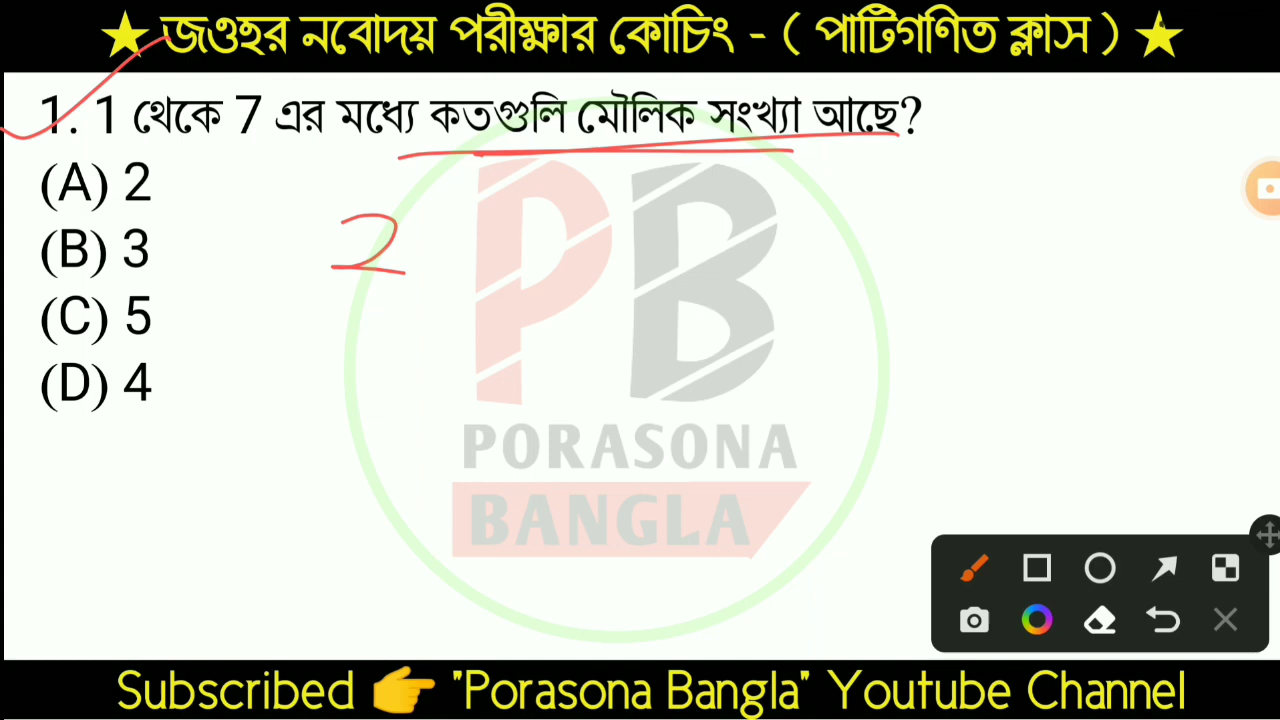 ★ জওহর নবোদয় পরীক্ষার কোচিং - ( পাটিগণিত ক্লাস ) ★
1. 1 থেকে 7 এর মধ্যে কতগুলি মৌলিক সংখ্যা আছে?
(A) 2
(B) 3
2
(C) 5
(D) 4
PB
PORASONA
BANGLA
Subscribed 👉 "Porasona Bangla" Youtube Channel